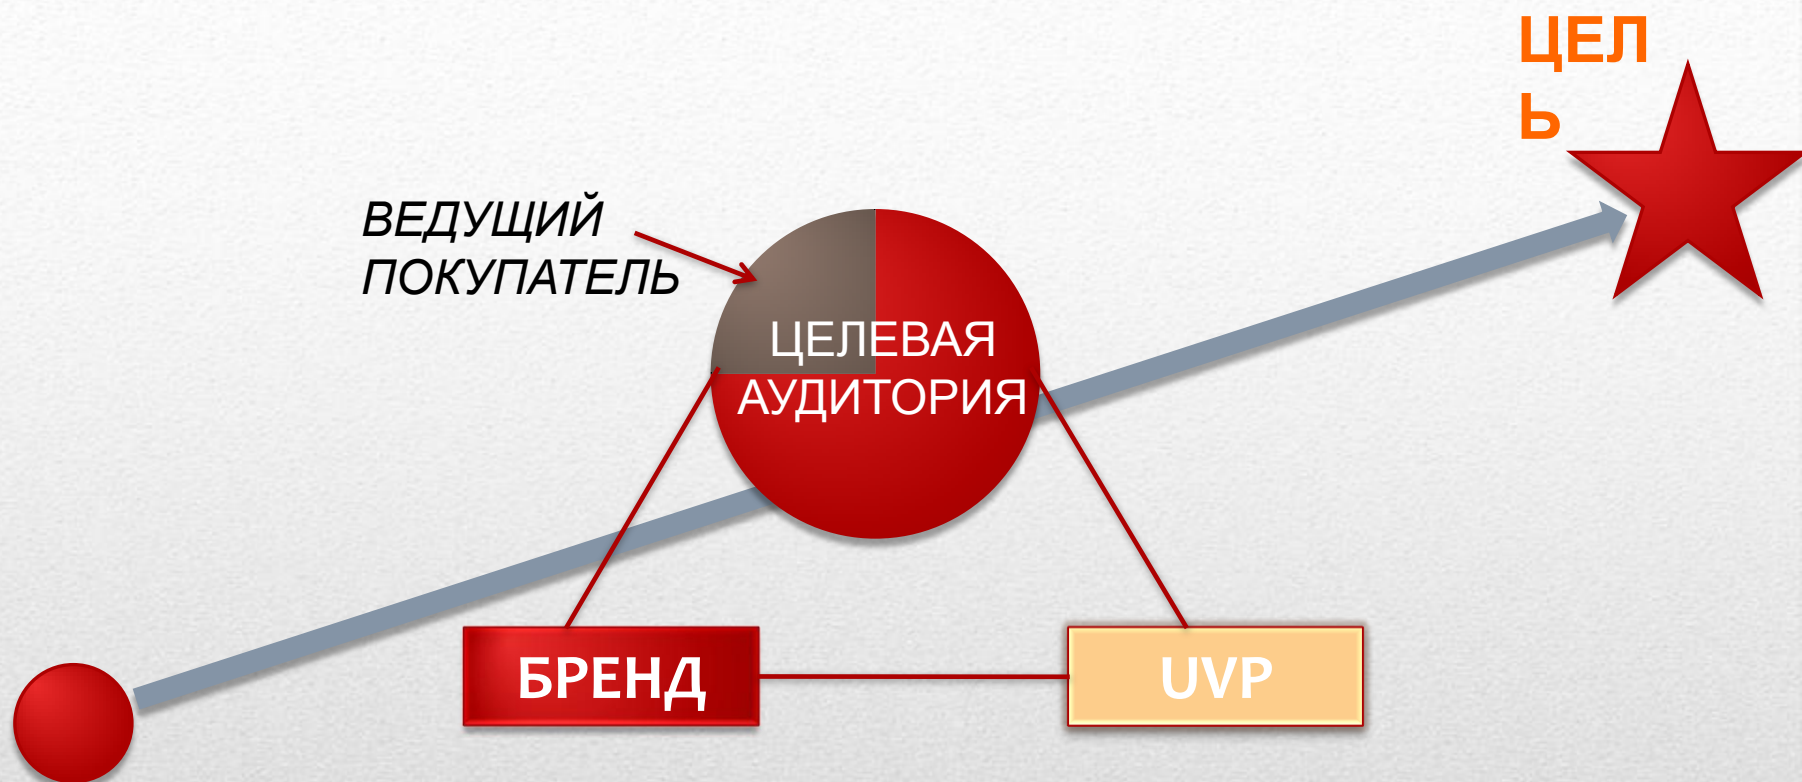 ЦЕЛ
Ь
ВЕДУЩИЙ
ПОКУПАТЕЛЬ
ЦЕЛЕВАЯ
АУДИТОРИЯ
БРЕНД
UVP